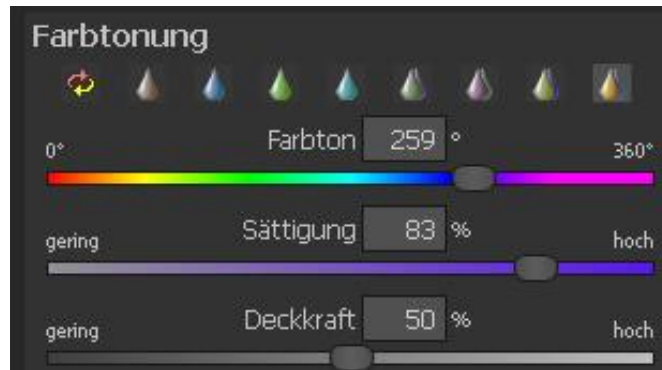 Farbtonung
Farbton 259 °
0° 360°
Sättigung 83 %
gering hoch
Deckkraft 50 %
gering hoch